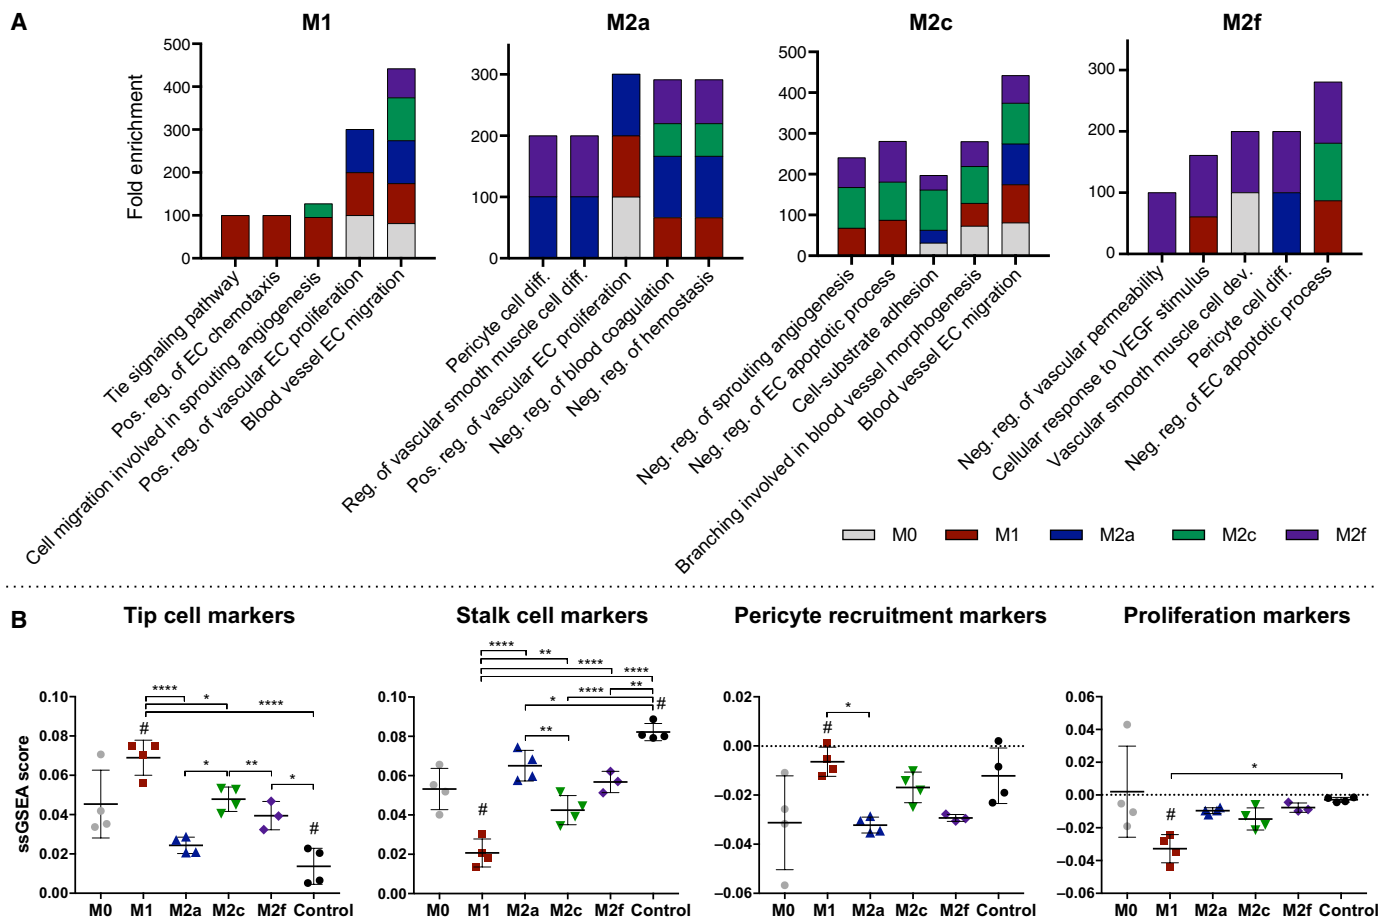 A
M1
M2a
M2c
M2f
Fold enrichment
500
400
300
200
100
0
Tie signaling pathway
Pos. reg. of EC chemotaxis
Cell migration involved in sprouting angiogenesis
Pos. reg. of vascular EC proliferation
Blood vessel EC migration
300
200
100
0
Pericyte cell diff.
Reg. of vascular smooth muscle cell diff.
Pos. reg. of vascular EC proliferation
Neg. reg. of blood coagulation
Neg. reg. of hemostasis
500
400
300
200
100
0
Neg. reg. of sprouting angiogenesis
Neg. reg. of EC apoptotic process
Cell-substrate adhesion
Branching involved in blood vessel morphogenesis
Blood vessel EC migration
300
200
100
0
Neg. reg. of vascular permeability
Cellular response to VEGF stimulus
Vascular smooth muscle cell dev.
Pericyte cell diff.
Neg. reg. of EC apoptotic process
M0 M1 M2a M2c M2f
B
Tip cell markers
ssGSEA score
0.10
0.08
0.06
0.04
0.02
0.00
**** * ****
#
* ** *
#
M0 M1 M2a M2c M2f Control
Stalk cell markers
****
**
****
****
**
****
*
#
**
#
0.10
0.08
0.06
0.04
0.02
0.00
M0 M1 M2a M2c M2f Control
Pericyte recruitment markers
0.02
0.00
–0.02
–0.04
–0.06
*
#
M0 M1 M2a M2c M2f Control
Proliferation markers
0.06
0.04
0.02
0.00
–0.02
–0.04
–0.06
*
#
M0 M1 M2a M2c M2f Control